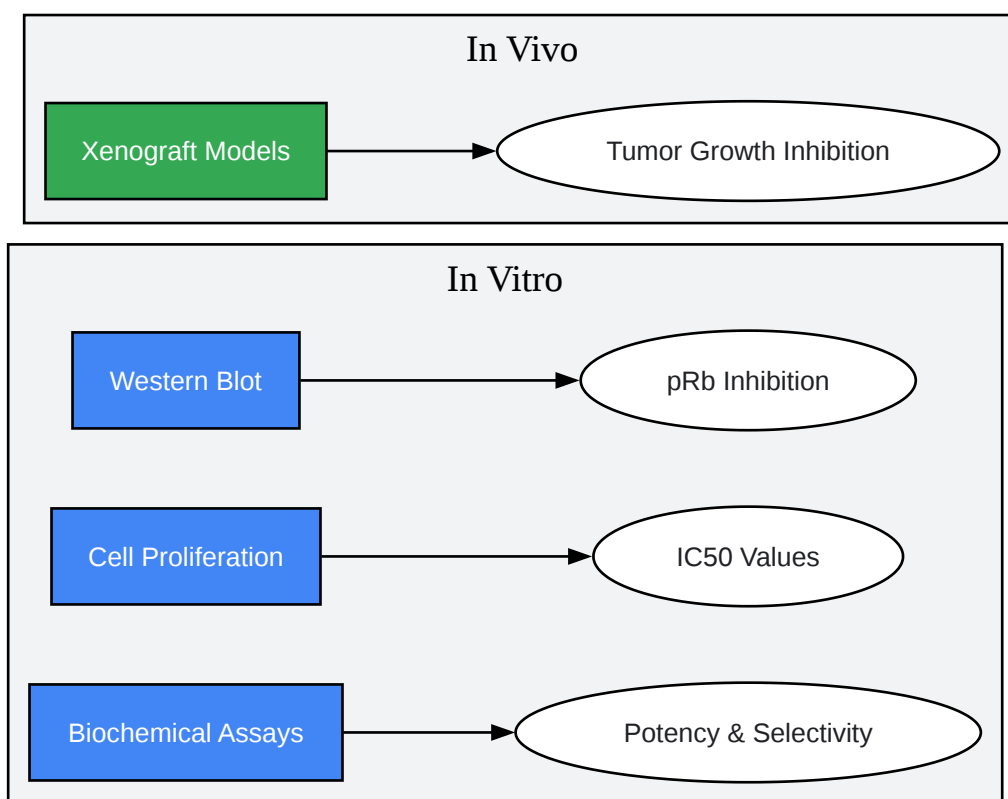 In Vivo
Xenograft Models
Tumor Growth Inhibition
In Vitro
Western Blot
pRb Inhibition
Cell Proliferation
IC50 Values
Biochemical Assays
Potency & Selectivity